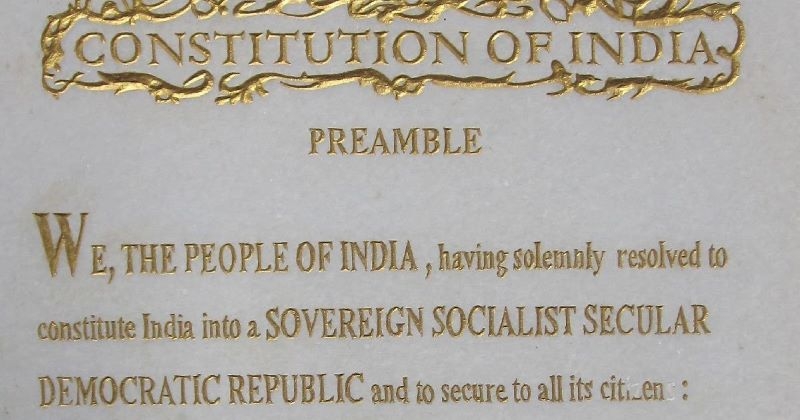 CONSTITUTION OF INDIA
PREAMBLE
WE, THE PEOPLE OF INDIA , having solemnly resolved to
constitute India into a SOVEREIGN SOCIALIST SECULAR
DEMOCRATIC REPUBLIC and to secure to all its :